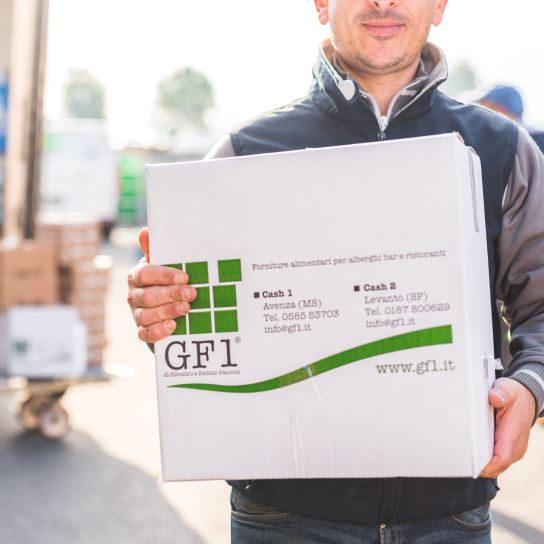 Forniture alimentari per alberghi bar e ristoranti
■ Cash 1
Avenza (MS)
Tel. 0585 53703
info@gf1.it
■ Cash 2
Levanto (SP)
Tel. 0187 800629
info@gf1.it
GF1®
di Silvestro e Stefano
www.gf1.it